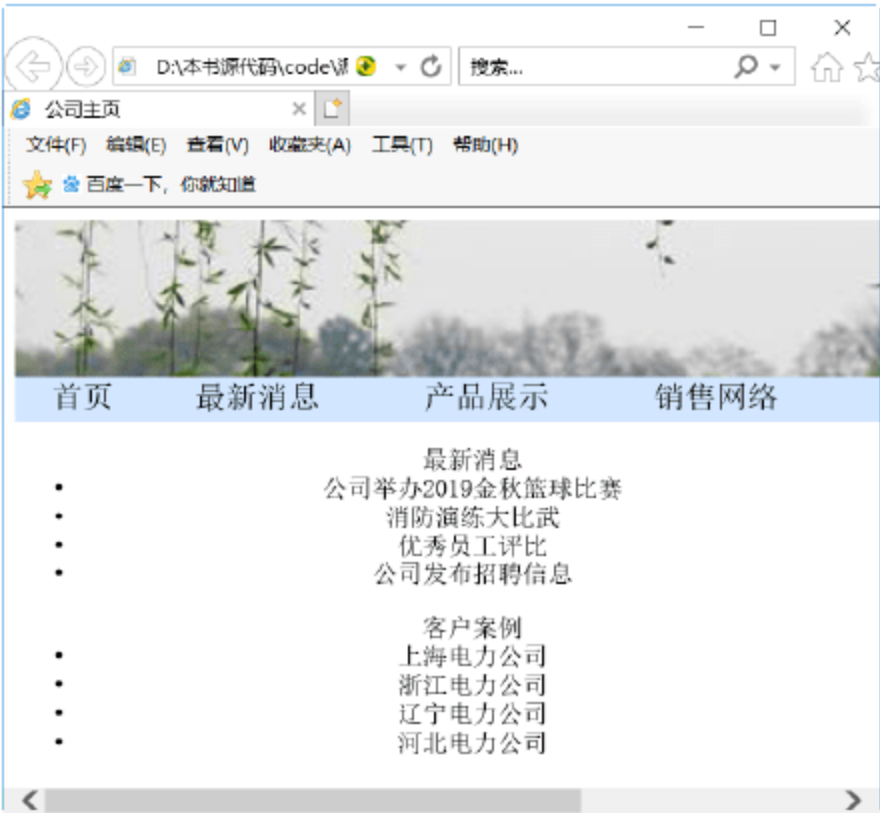 D:\本书源代码\code\
搜索...
公司主页
文件(F) 编辑(E) 查看(V) 收藏夹(A) 工具(T) 帮助(H)
百度一下，你就知道
首页 最新消息 产品展示 销售网络
最新消息
公司举办2019金秋篮球比赛
消防演练大比武
优秀员工评比
公司发布招聘信息
客户案例
上海电力公司
浙江电力公司
辽宁电力公司
河北电力公司